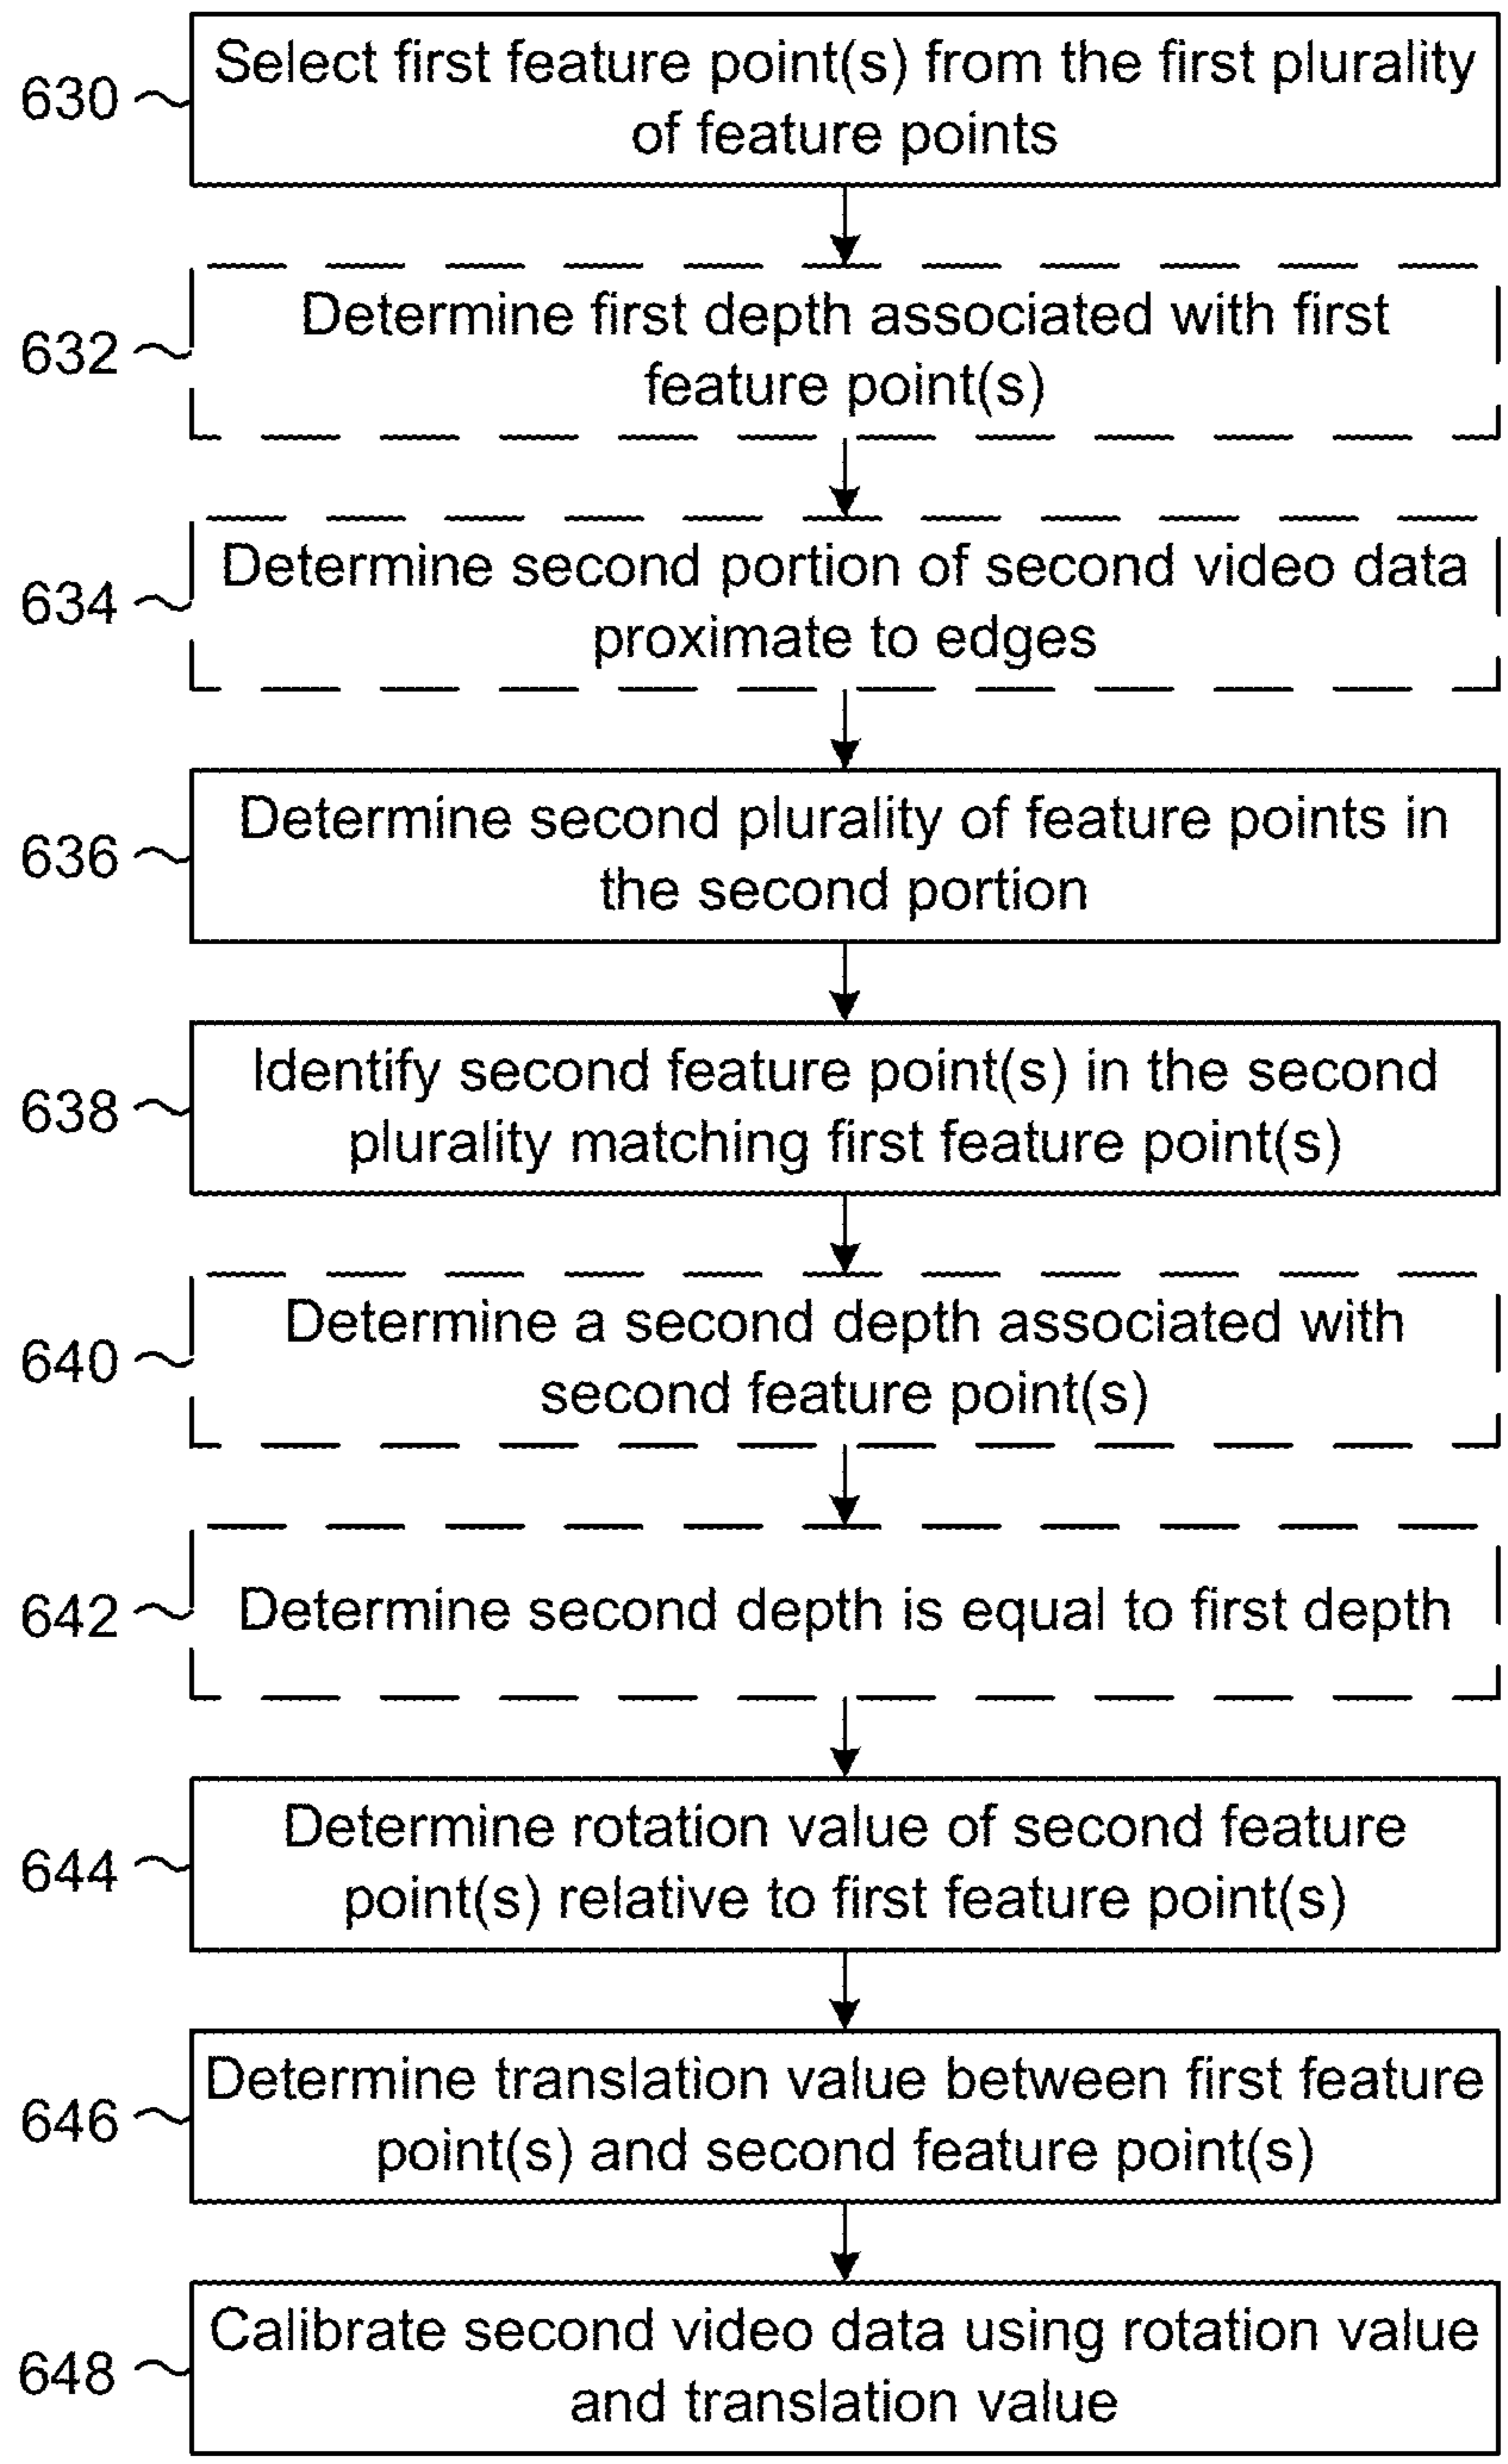 630
Select first feature point(s) from the first plurality
of feature points
632
Determine first depth associated with first
feature point(s)
634
Determine second portion of second video data
proximate to edges
636
Determine second plurality of feature points in
the second portion
638
Identify second feature point(s) in the second
plurality matching first feature point(s)
640
Determine a second depth associated with
second feature point(s)
642
Determine second depth is equal to first depth
644
Determine rotation value of second feature
point(s) relative to first feature point(s)
646
Determine translation value between first feature
point(s) and second feature point(s)
648
Calibrate second video data using rotation value
and translation value